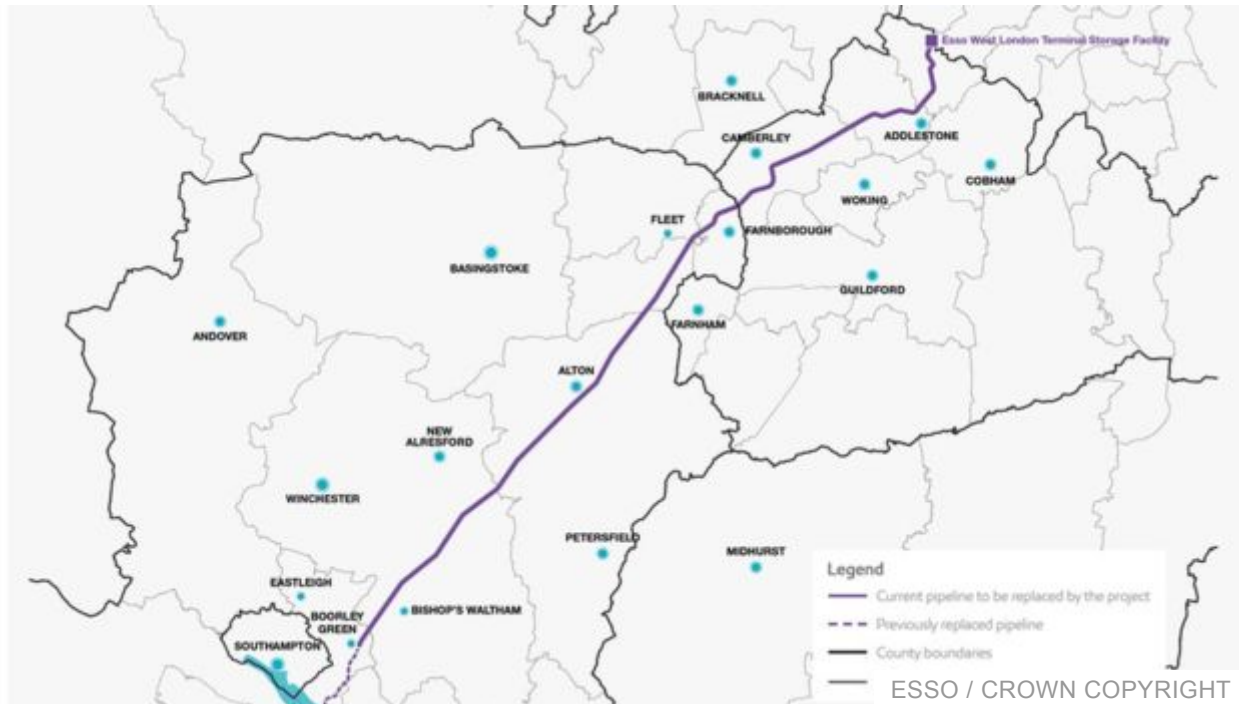 Esso West London Terminal Storage Facility
BRACKNELL
CAMBERLEY
ADDLESTONE
COBHAM
WOKING
FLEET
FARNBOROUGH
BASINGSTOKE
GUILDFORD
ANDOVER
FARNHAM
ALTON
NEW
ALRESFORD
WINCHESTER
PETERSFIELD
MIDHURST
EASTLEIGH
BOORLEY
GREEN
BISHOP'S WALTHAM
SOUTHAMPTON
Legend
Current pipeline to be replaced by the project
Previously replaced pipeline
County boundaries
ESSO / CROWN COPYRIGHT